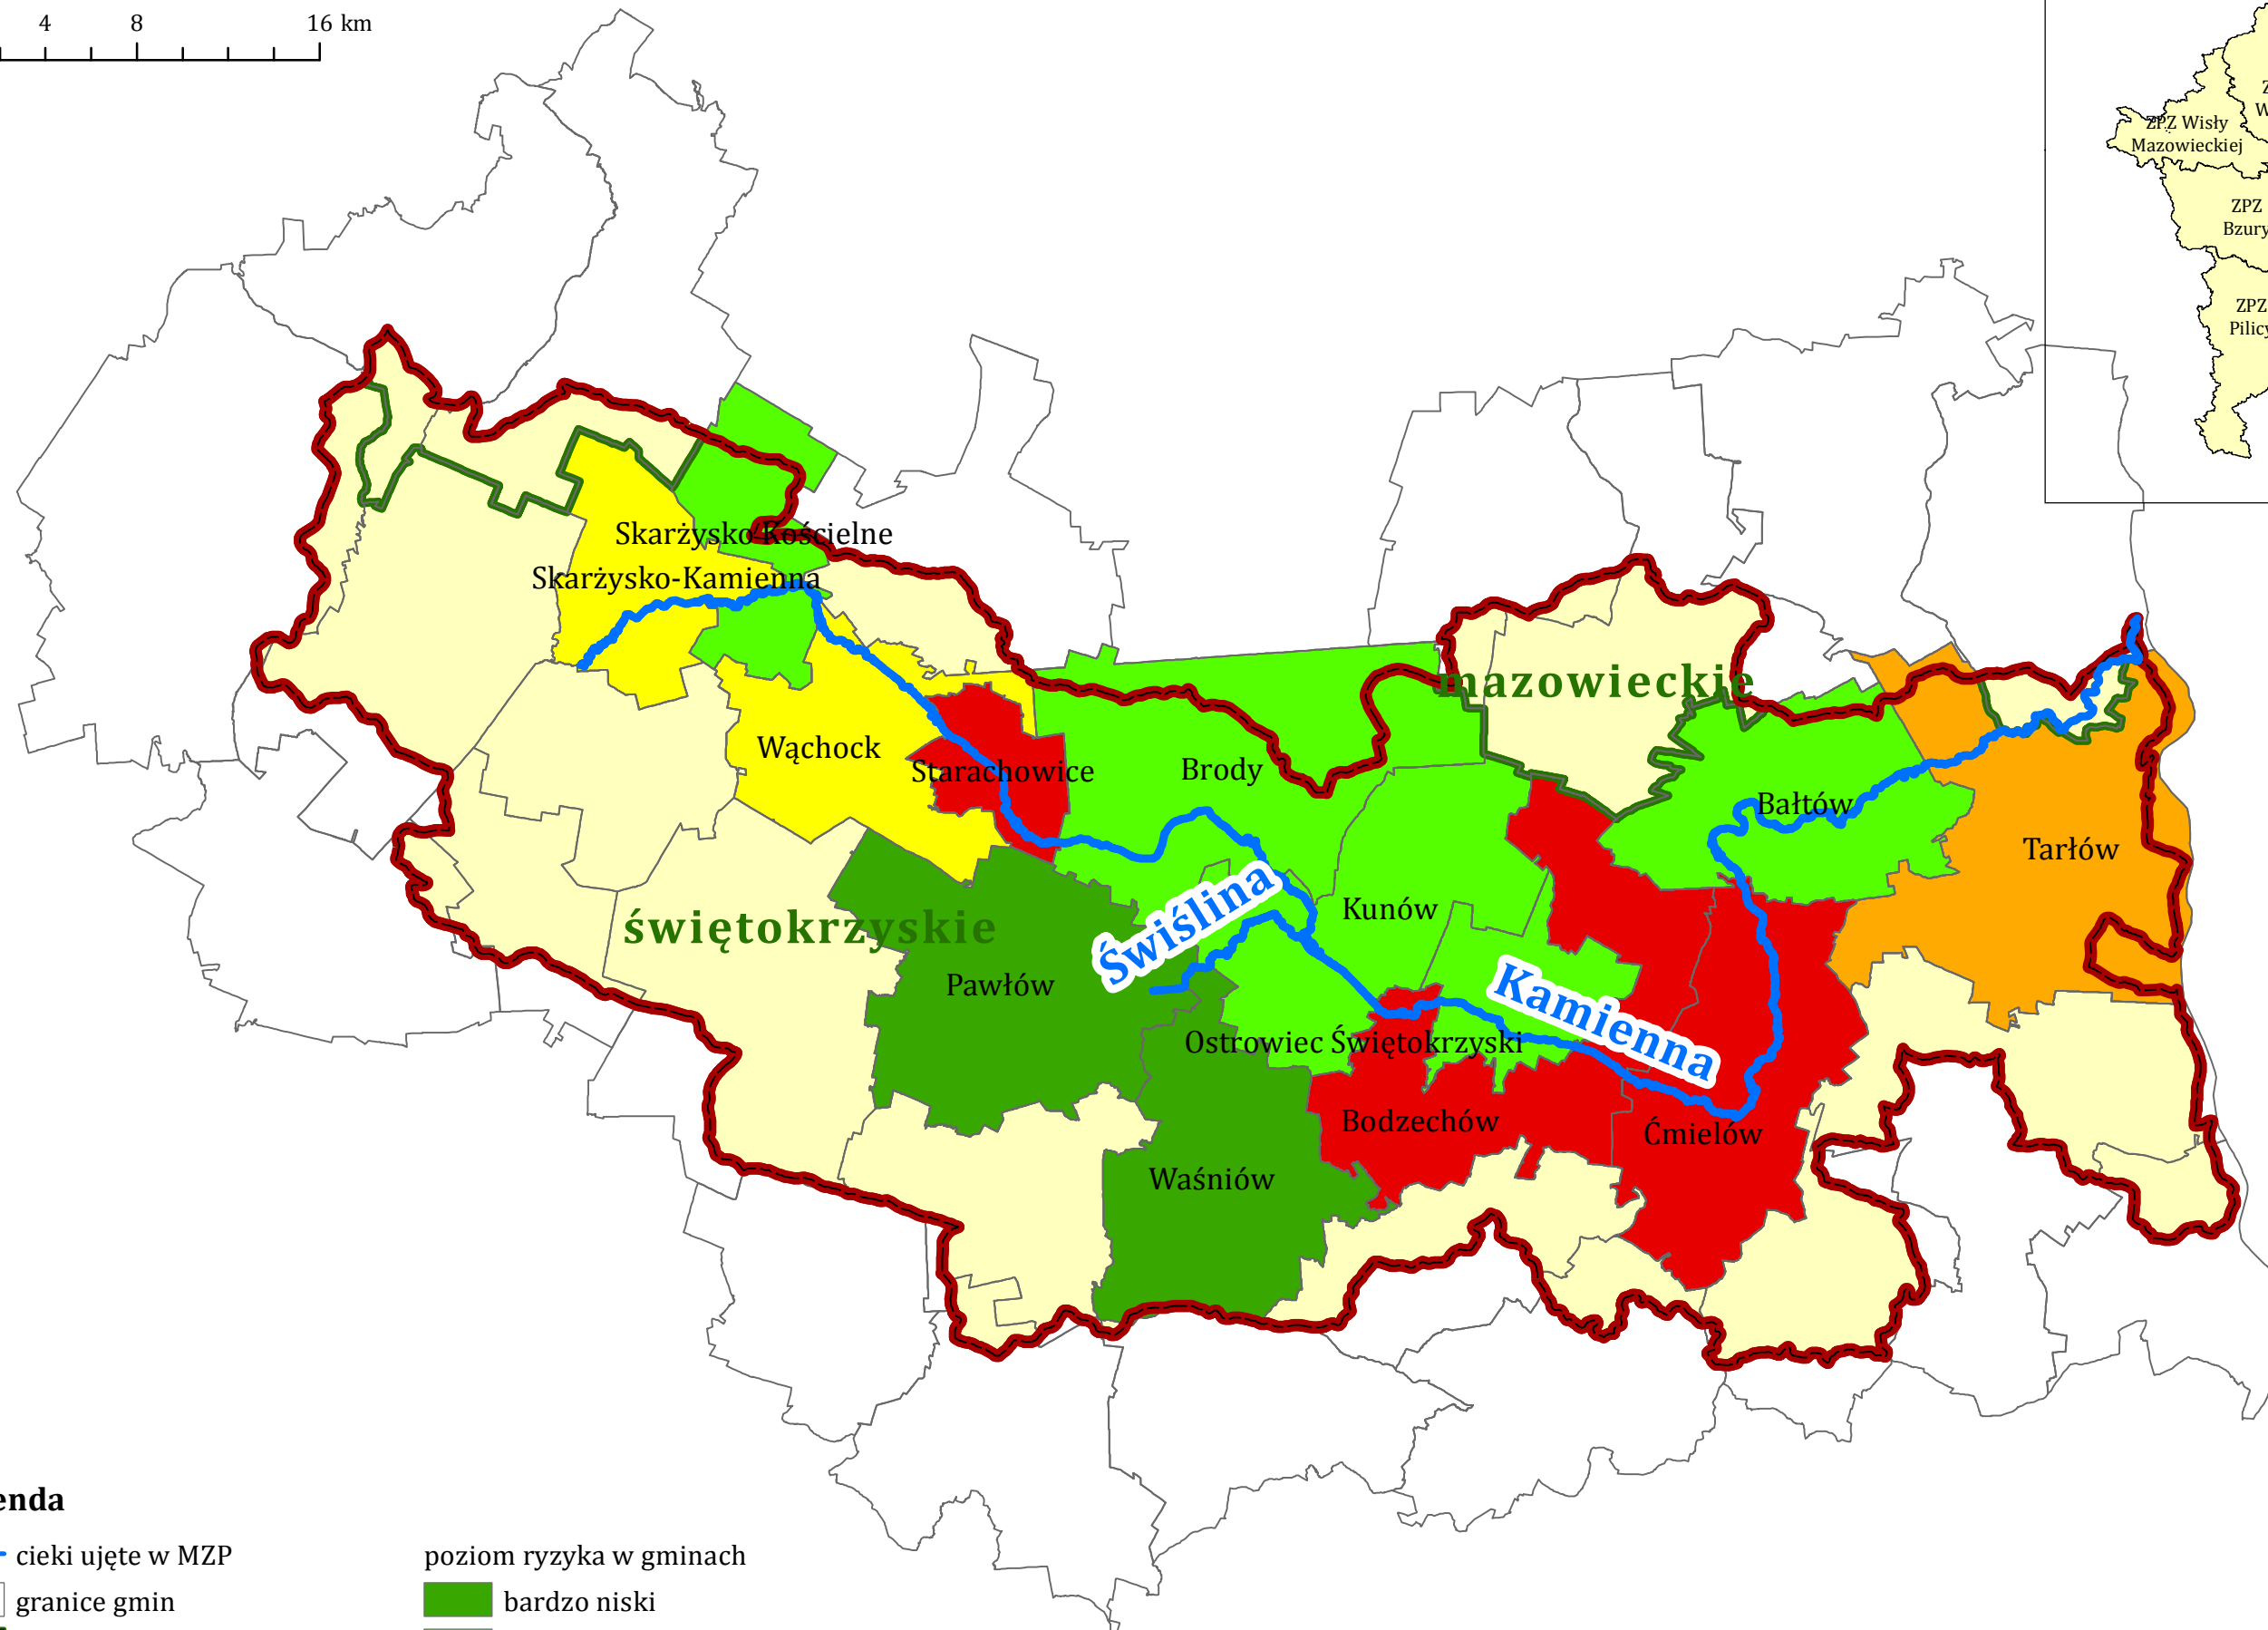 4 8 16 km
ZPZ Wisły
Mazowieckiej
ZPZ
Bzury
ZPZ
Pilicy
Skarżysko Kościelne
Skarżysko-Kamienna
mazowieckie
Wąchock
Starachowice
Brody
Bałtów
Tarłów
Świślina
Kunów
świętokrzyskie
Pawłów
Kamienna
Ostrowiec Świętokrzyski
Bodzechów
Ćmielów
Waśniów
enda
cieki ujęte w MZP
granice gmin
poziom ryzyka w gminach
bardzo niski